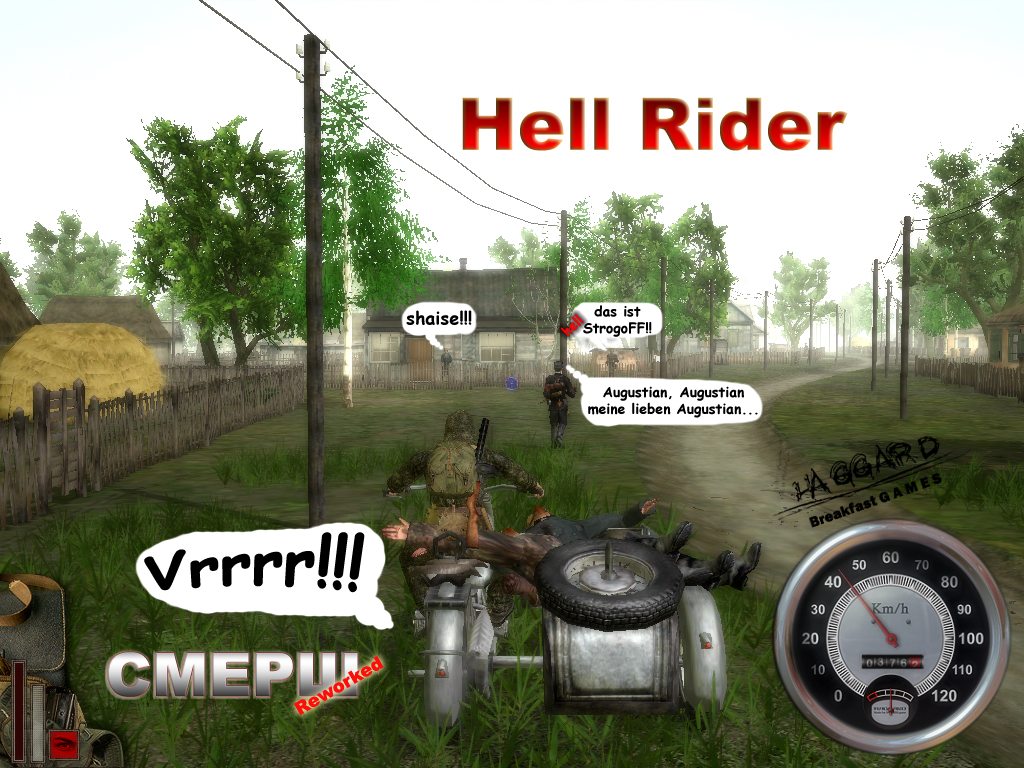 Hell Rider
shaise!!!
das ist
StrogoFF!!
Augustian, Augustian
meine lieben Augustian...
HAGGARD
Breakfast GAMES
Vrrrr!!!
СМЕРШ
Reworked
0 10 20 30 40 50 60 70 80 90 100 110 120
Km/h